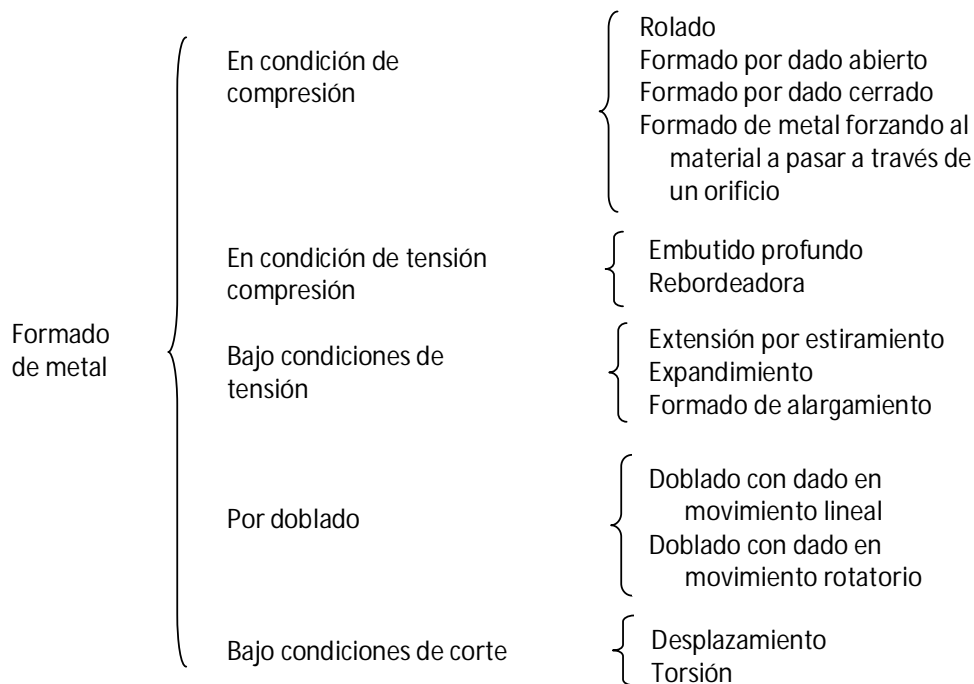 Formado
de metal
En condición de
compresión
Rolado
Formado por dado abierto
Formado por dado cerrado
Formado de metal forzando al
material a pasar a través de
un orificio
En condición de tensión
compresión
Embutido profundo
Rebordeadora
Bajo condiciones de
tensión
Extensión por estiramiento
Expandimiento
Formado de alargamiento
Por doblado
Doblado con dado en
movimiento lineal
Doblado con dado en
movimiento rotatorio
Bajo condiciones de corte
Desplazamiento
Torsión